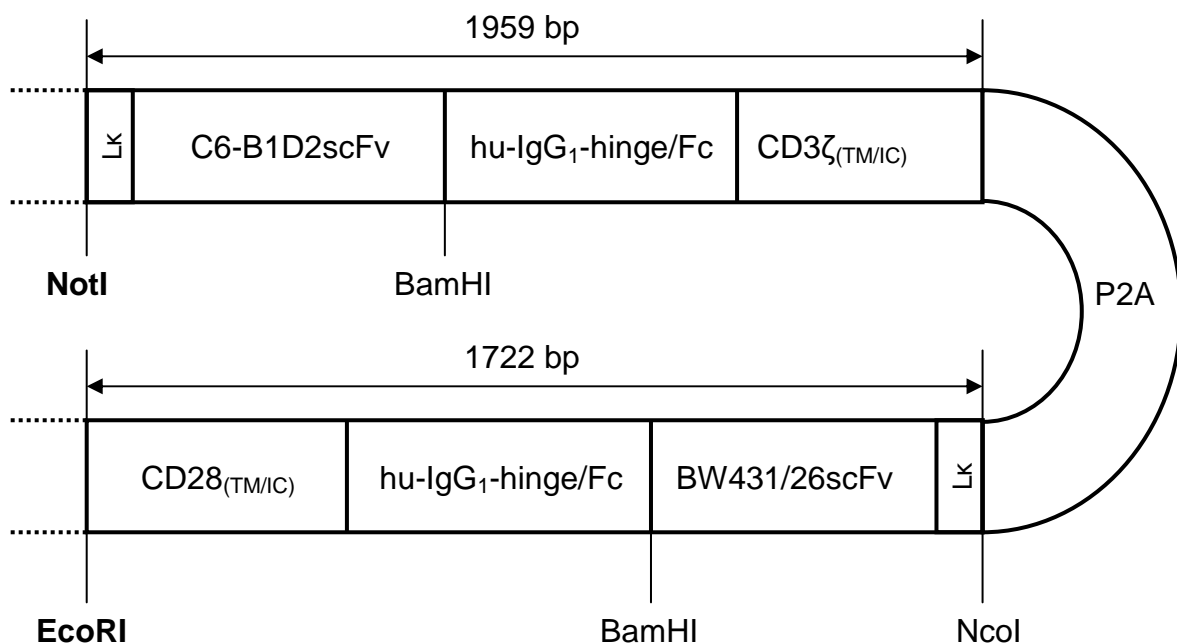 1959 bp
Lκ C6-B1D2scFv hu-IgG₁-hinge/Fc CD3ζ(TM/IC)
NotI BamHI
P2A
1722 bp
CD28(TM/IC) hu-IgG₁-hinge/Fc BW431/26scFv Lκ
EcoRI BamHI NcoI